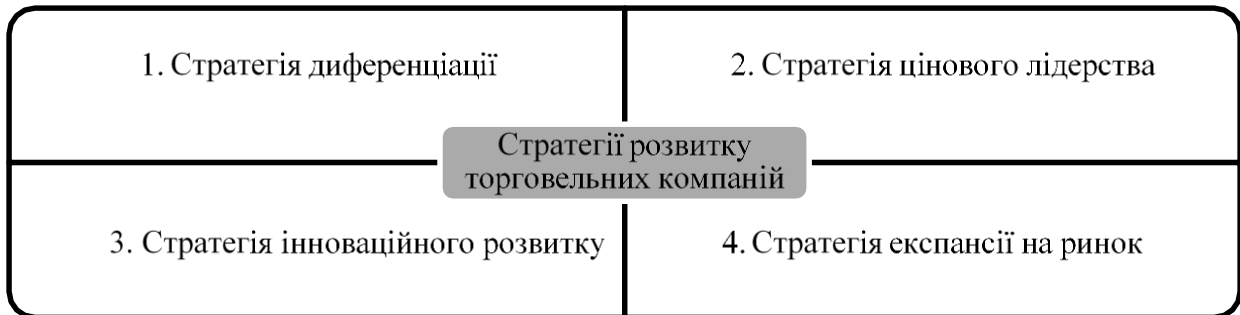 1. Стратегія диференціації
2. Стратегія цінового лідерства
Стратегії розвитку
торговельних компаній
3. Стратегія інноваційного розвитку
4. Стратегія експансії на ринок